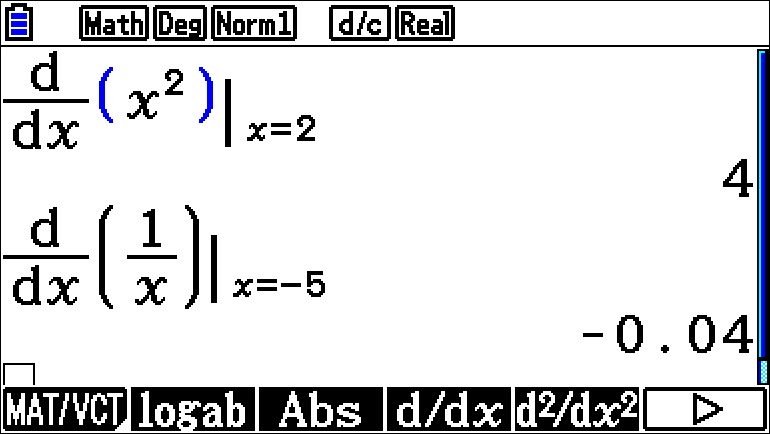 Math Deg Norm1 d/c Real
d/dx(x²)|x=2
4
d/dx(1/x)|x=-5
-0.04
MAT/VCT logab Abs d/dx d²/dx² ▷